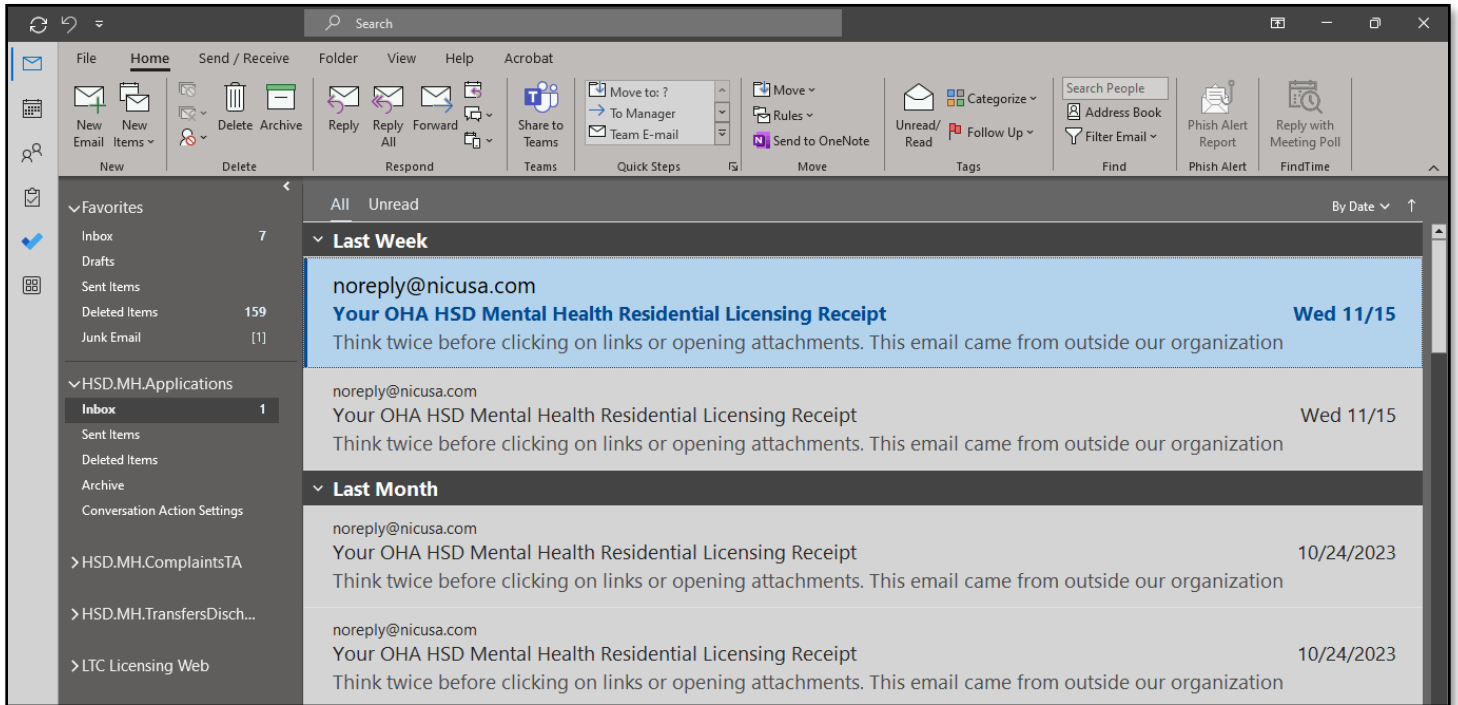 Search
File Home Send / Receive Folder View Help Acrobat
New Email
New Items
New
Delete
Archive
Delete
Reply
Reply All
Forward
Respond
Share to Teams
Teams
Move to: ?
To Manager
Team E-mail
Quick Steps
Move
Rules
Send to OneNote
Move
Unread/ Read
Categorize
Follow Up
Tags
Search People
Address Book
Filter Email
Find
Phish Alert Report
Phish Alert
Reply with Meeting Poll
FindTime
Favorites
Inbox 7
Drafts
Sent Items
Deleted Items 159
Junk Email [1]
HSD.MH.Applications
Inbox 1
Sent Items
Deleted Items
Archive
Conversation Action Settings
HSD.MH.ComplaintsTA
HSD.MH.TransfersDisch...
LTC Licensing Web
All Unread By Date
Last Week
noreply@nicusa.com
Your OHA HSD Mental Health Residential Licensing Receipt Wed 11/15
Think twice before clicking on links or opening attachments. This email came from outside our organization
noreply@nicusa.com
Your OHA HSD Mental Health Residential Licensing Receipt Wed 11/15
Think twice before clicking on links or opening attachments. This email came from outside our organization
Last Month
noreply@nicusa.com
Your OHA HSD Mental Health Residential Licensing Receipt 10/24/2023
Think twice before clicking on links or opening attachments. This email came from outside our organization
noreply@nicusa.com
Your OHA HSD Mental Health Residential Licensing Receipt 10/24/2023
Think twice before clicking on links or opening attachments. This email came from outside our organization